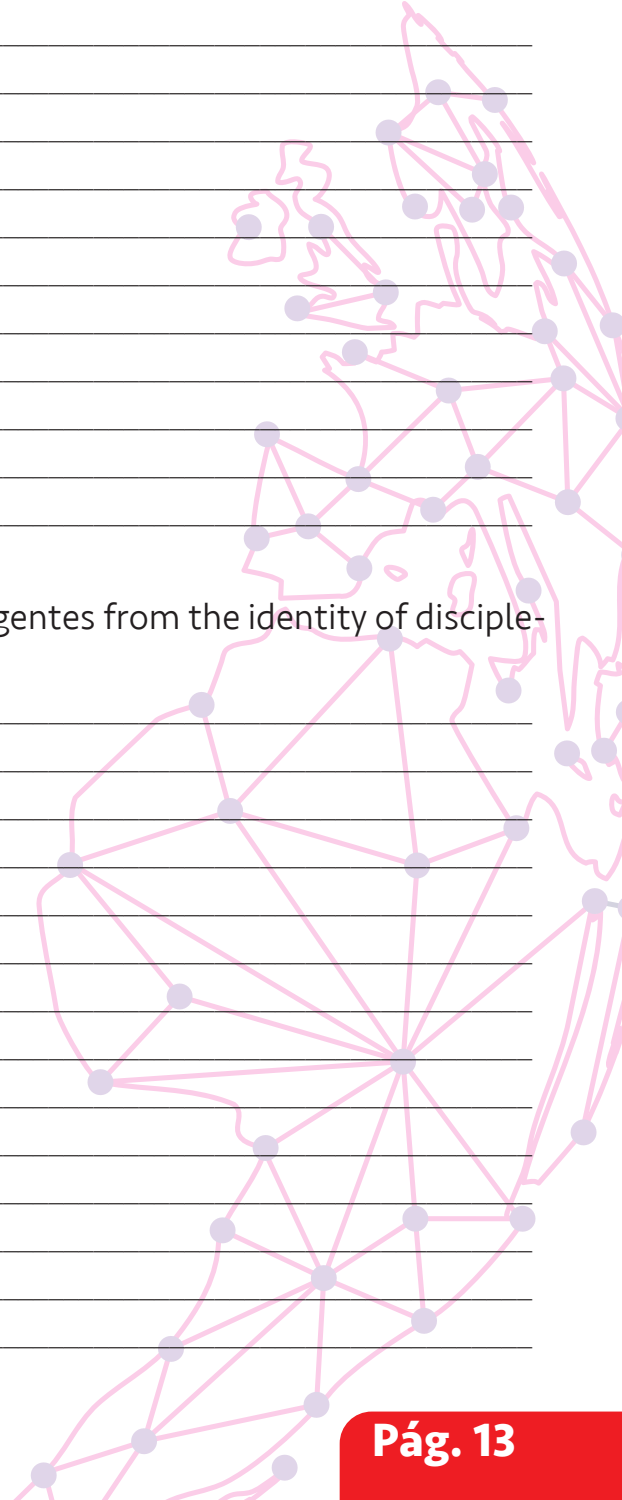 gentes from the identity of disciple-
Pág. 13